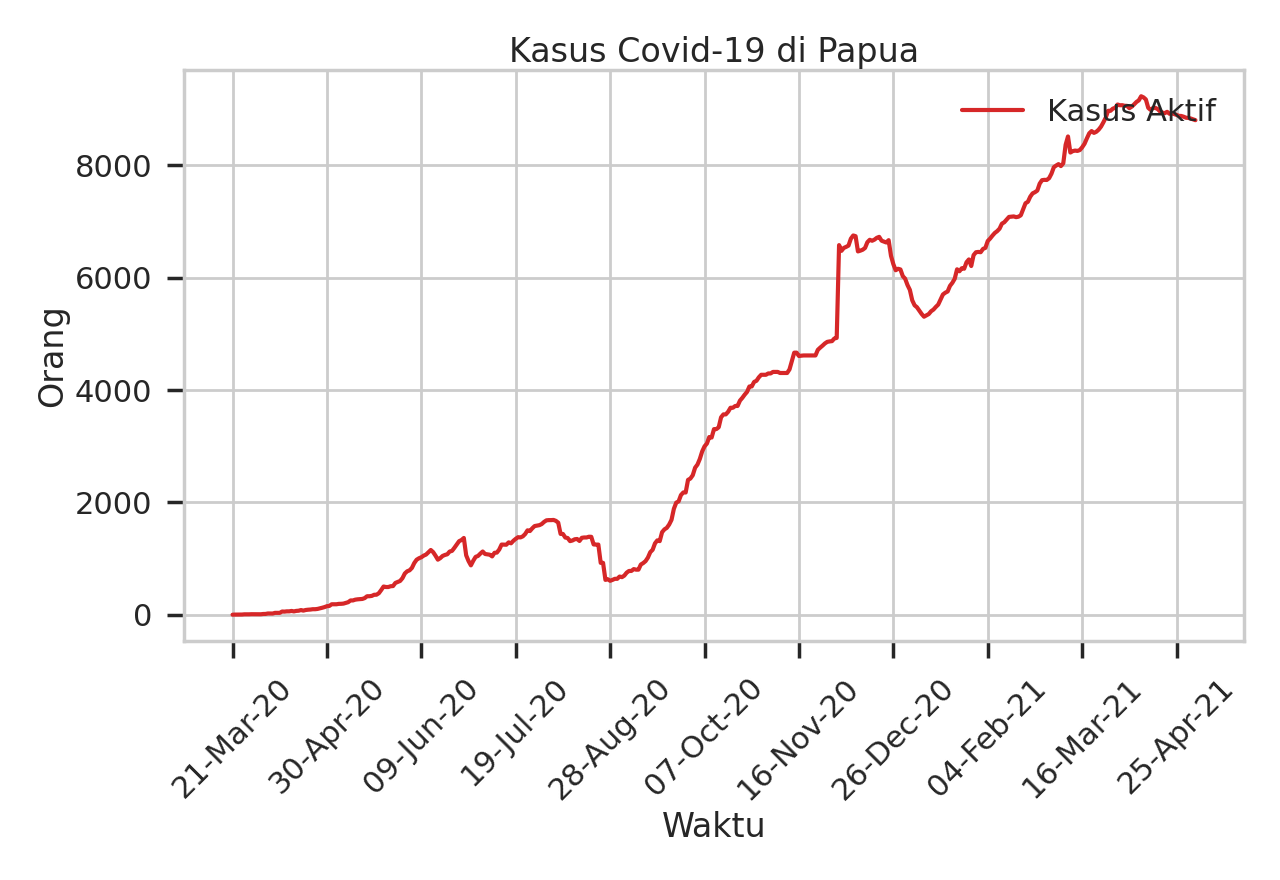 Kasus Covid-19 di Papua
Kasus Aktif
Orang
8000
6000
4000
2000
0
21-Mar-20
30-Apr-20
09-Jun-20
19-Jul-20
28-Aug-20
07-Oct-20
16-Nov-20
26-Dec-20
04-Feb-21
16-Mar-21
25-Apr-21
Waktu